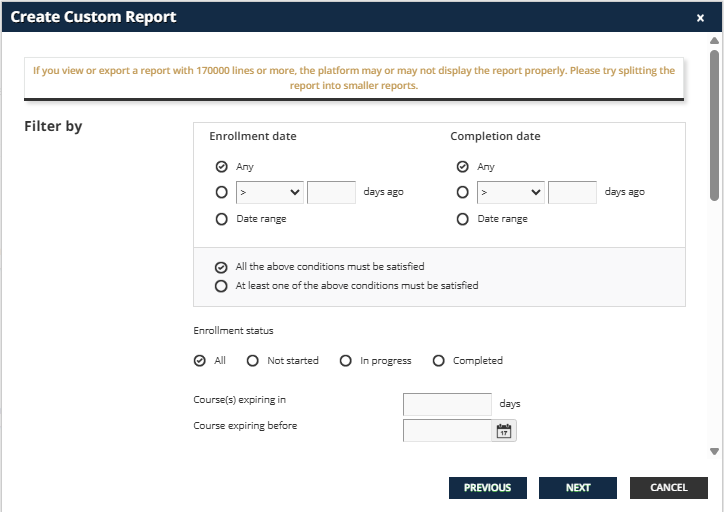 Create Custom Report x
If you view or export a report with 170000 lines or more, the platform may or may not display the report properly. Please try splitting the
report into smaller reports.
Filter by
Enrollment date Completion date
Any Any
> days ago > days ago
Date range Date range
All the above conditions must be satisfied
At least one of the above conditions must be satisfied
Enrollment status
All Not started In progress Completed
Course(s) expiring in days
Course expiring before 17
PREVIOUS NEXT CANCEL